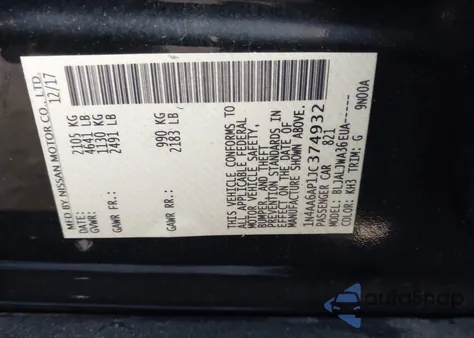 MFD BY NISSAN MOTOR CO., LTD.
12/17
GVWR: 2105 KG
4641 LB
GAWR FR: 1130 KG
2491 LB
GAWR RR: 990 KG
2183 LB
THIS VEHICLE CONFORMS TO
ALL APPLICABLE FEDERAL
MOTOR VEHICLE SAFETY,
BUMPER, AND THEFT
PREVENTION STANDARDS IN
EFFECT ON THE DATE OF
MANUFACTURE SHOWN ABOVE.
1N4AA6AP1JC374932
PASSENGER CAR 821
MODEL: BLJALJWA36EUA-----
COLOR: KH3 TRIM: G
9N00A
autoSnap